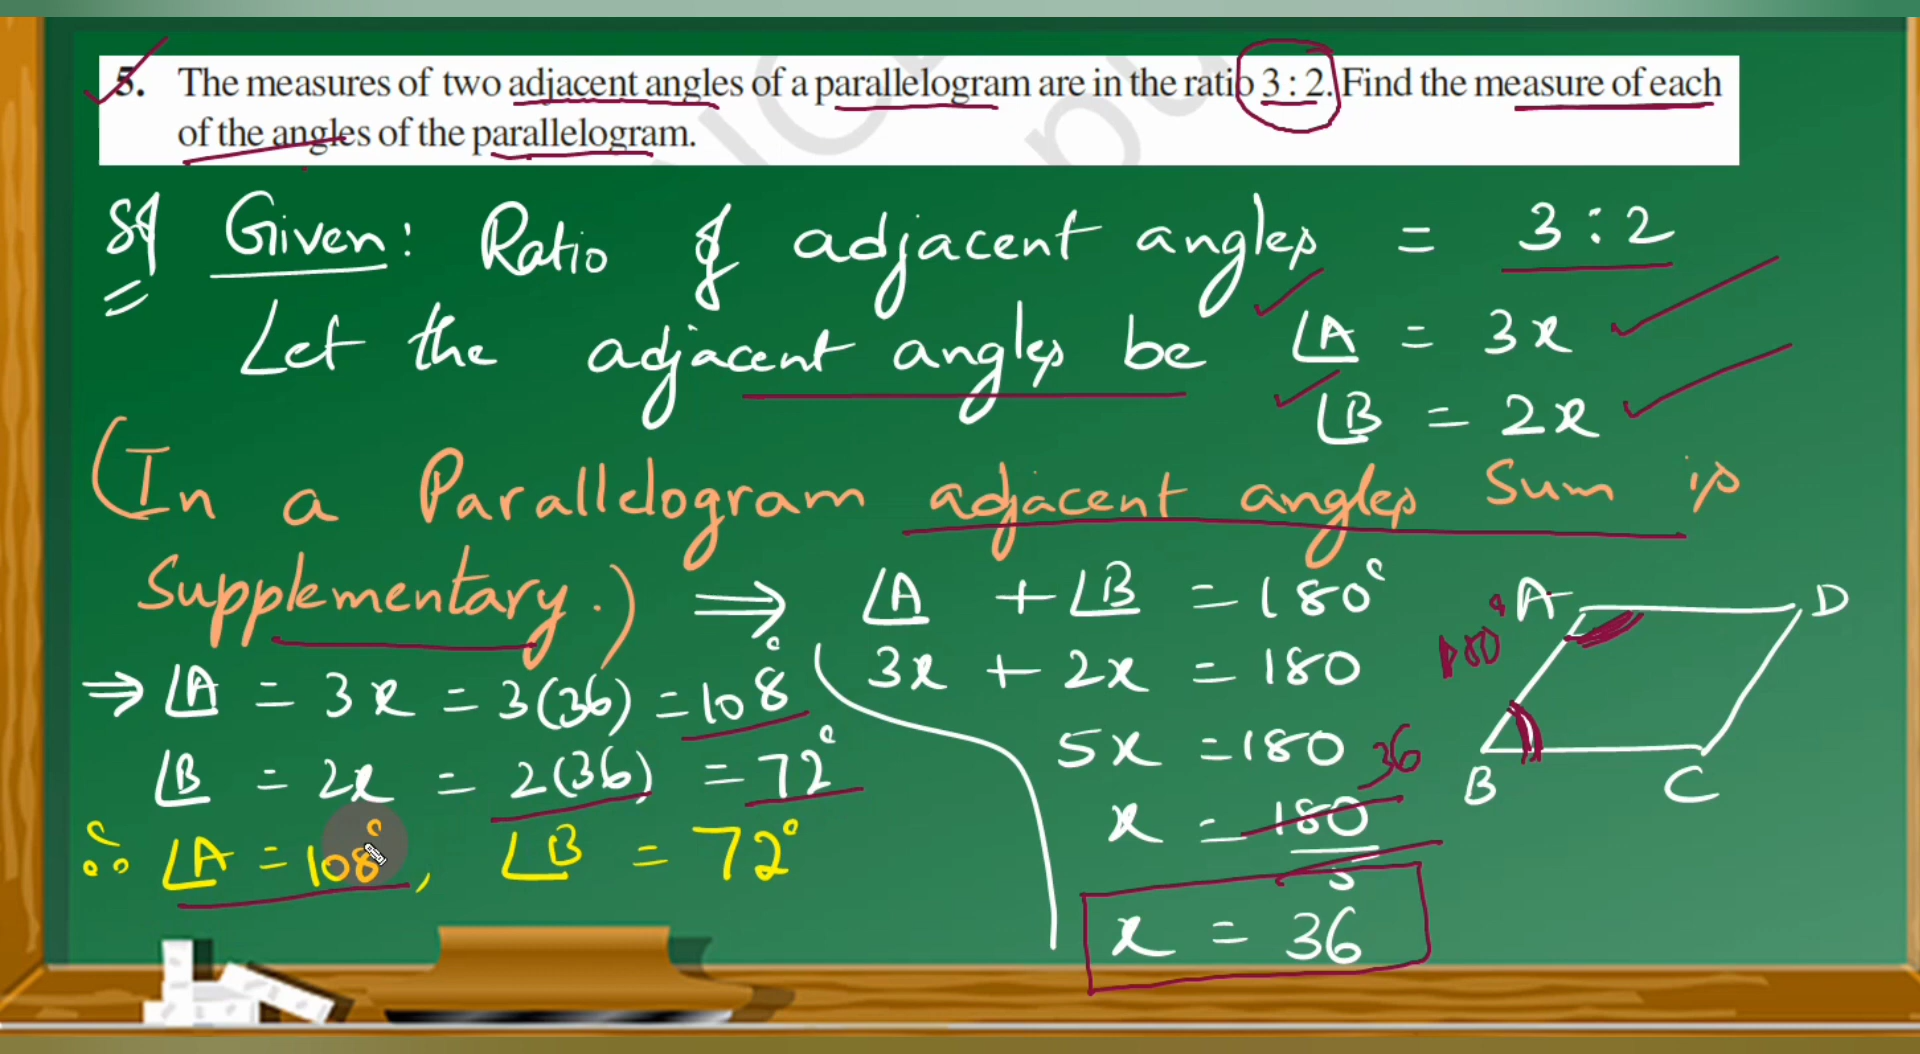 5. The measures of two adjacent angles of a parallelogram are in the ratio 3 : 2. Find the measure of each
of the angles of the parallelogram.
Sol Given: Ratio of adjacent angles = 3:2
Let the adjacent angles be ∠A = 3x
∠B = 2x
(In a Parallelogram adjacent angles Sum is
Supplementary.) ⇒ ∠A + ∠B = 180°
3x + 2x = 180
5x = 180
x = 180/5 36
x = 36
⇒ ∠A = 3x = 3(36) = 108°
∠B = 2x = 2(36) = 72°
∴ ∠A = 108°, ∠B = 72°
A D
B C